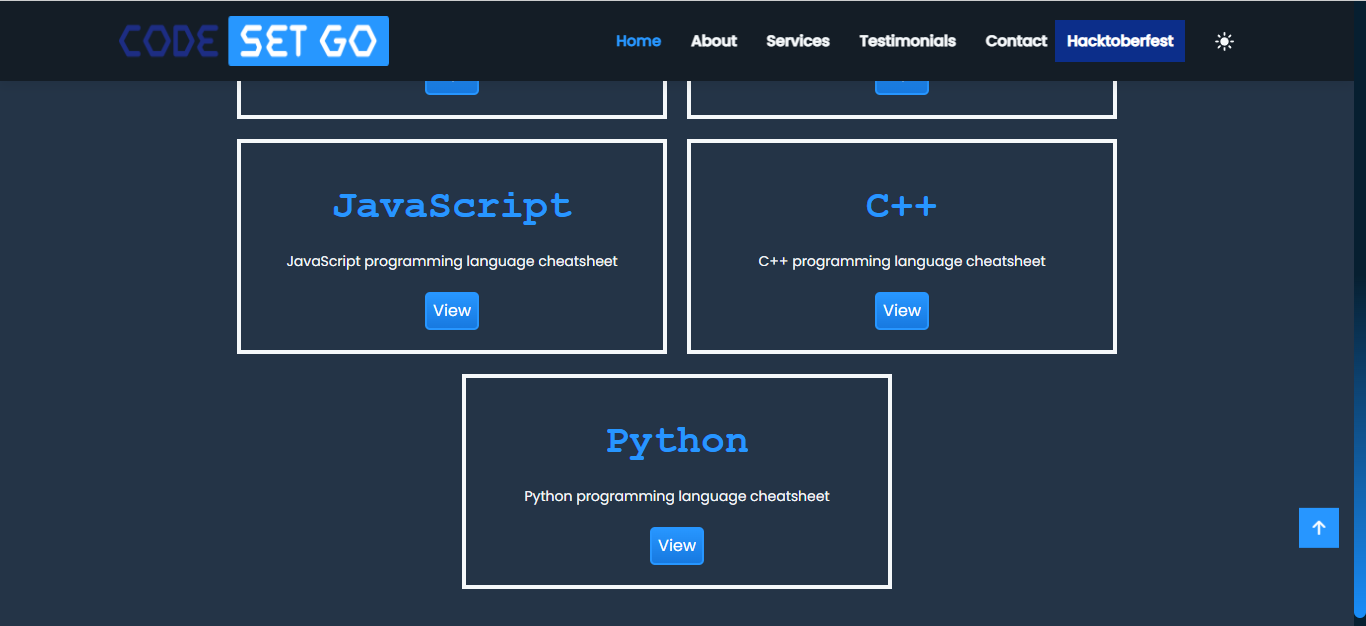 CODE SET GO Home About Services Testimonials Contact Hacktoberfest
JavaScript C++
JavaScript programming language cheatsheet C++ programming language cheatsheet
View View
Python
Python programming language cheatsheet
View